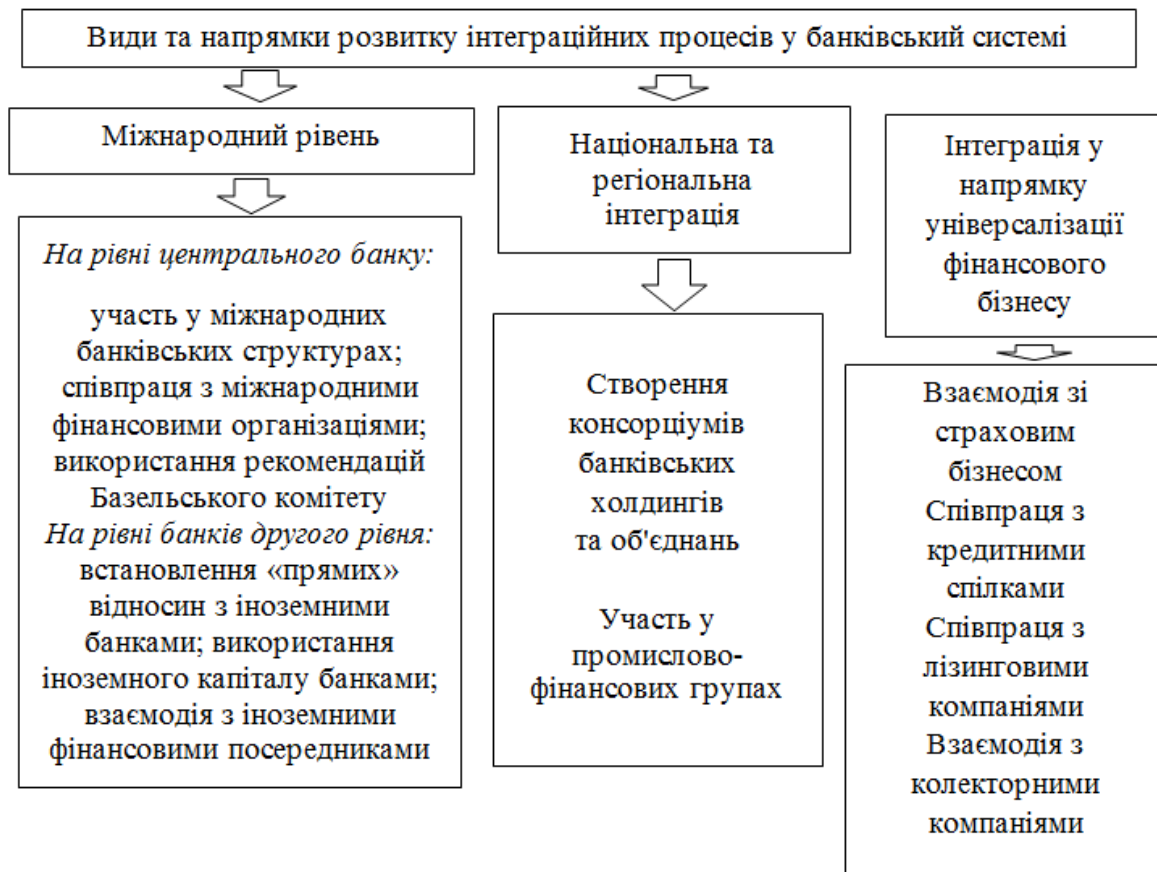 Види та напрямки розвитку інтеграційних процесів у банківський системі
Міжнародний рівень
На рівні центрального банку:
участь у міжнародних
банківських структурах;
співпраця з міжнародними
фінансовими організаціями;
використання рекомендацій
Базельського комітету
На рівні банків другого рівня:
встановлення «прямих»
відносин з іноземними
банками; використання
іноземного капіталу банками;
взаємодія з іноземними
фінансовими посередниками
Національна та
регіональна
інтеграція
Створення
консорціумів
банківських
холдингів
та об'єднань
Участь у
промислово-
фінансових групах
Інтеграція у
напрямку
універсалізації
фінансового
бізнесу
Взаємодія зі
страховим
бізнесом
Співпраця з
кредитними
спілками
Співпраця з
лізинговими
компаніями
Взаємодія з
колекторними
компаніями